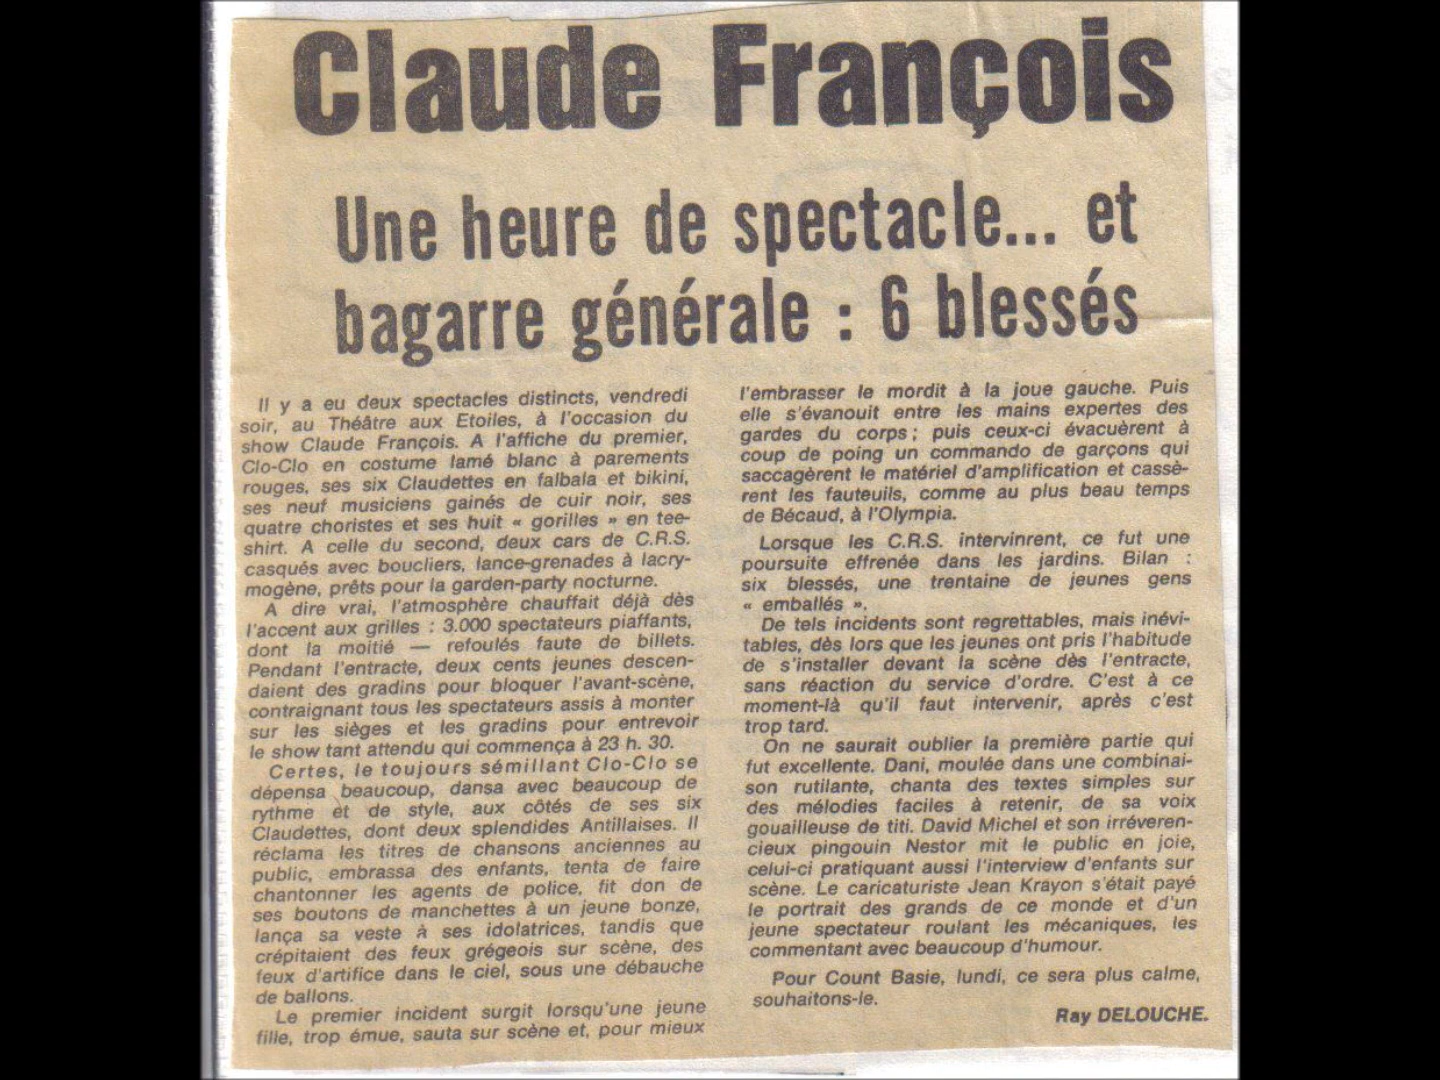 Claude François
Une heure de spectacle... et
bagarre générale : 6 blessés
Il y a eu deux spectacles distincts, vendredi
soir, au Théâtre aux Etoiles, à l'occasion du
show Claude François. A l'affiche du premier,
Clo-Clo en costume lamé blanc à parements
rouges, ses six Claudettes en falbala et bikini,
ses neuf musiciens gainés de cuir noir, ses
quatre choristes et ses huit « gorilles » en tee-
shirt. A celle du second, deux cars de C.R.S.
casqués avec boucliers, lance-grenades à lacry-
mogène, prêts pour la garden-party nocturne.
A dire vrai, l'atmosphère chauffait déjà dès
l'accent aux grilles : 3.000 spectateurs piaffants,
dont la moitié — refoulés faute de billets.
Pendant l'entracte, deux cents jeunes descen-
daient des gradins pour bloquer l'avant-scène,
contraignant tous les spectateurs assis à monter
sur les sièges et les gradins pour entrevoir
le show tant attendu qui commença à 23 h. 30.
Certes, le toujours sémillant Clo-Clo se
dépensa beaucoup, dansa avec beaucoup de
rythme et de style, aux côtés de ses six
Claudettes, dont deux splendides Antillaises. Il
réclama les titres de chansons anciennes au
public, embrassa des enfants, tenta de faire
chantonner les agents de police, fit don de
ses boutons de manchettes à un jeune bonze,
lança sa veste à ses idolatrices, tandis que
crépitaient des feux grégeois sur scène, des
feux d'artifice dans le ciel, sous une débauche
de ballons.
Le premier incident surgit lorsqu'une jeune
fille, trop émue, sauta sur scène et, pour mieux
l'embrasser le mordit à la joue gauche. Puis
elle s'évanouit entre les mains expertes des
gardes du corps ; puis ceux-ci évacuèrent à
coup de poing un commando de garçons qui
saccagèrent le matériel d'amplification et cassè-
rent les fauteuils, comme au plus beau temps
de Bécaud, à l'Olympia.
Lorsque les C.R.S. intervinrent, ce fut une
poursuite effrenée dans les jardins. Bilan :
six blessés, une trentaine de jeunes gens
« emballés ».
De tels incidents sont regrettables, mais inévi-
tables, dès lors que les jeunes ont pris l'habitude
de s'installer devant la scène dès l'entracte,
sans réaction du service d'ordre. C'est à ce
moment-là qu'il faut intervenir, après c'est
trop tard.
On ne saurait oublier la première partie qui
fut excellente. Dani, moulée dans une combinai-
son rutilante, chanta des textes simples sur
des mélodies faciles à retenir, de sa voix
gouailleuse de titi. David Michel et son irréveren-
cieux pingouin Nestor mit le public en joie,
celui-ci pratiquant aussi l'interview d'enfants sur
scène. Le caricaturiste Jean Krayon s'était payé
le portrait des grands de ce monde et d'un
jeune spectateur roulant les mécaniques, les
commentant avec beaucoup d'humour.
Pour Count Basie, lundi, ce sera plus calme,
souhaitons-le.
Ray DELOUCHE.